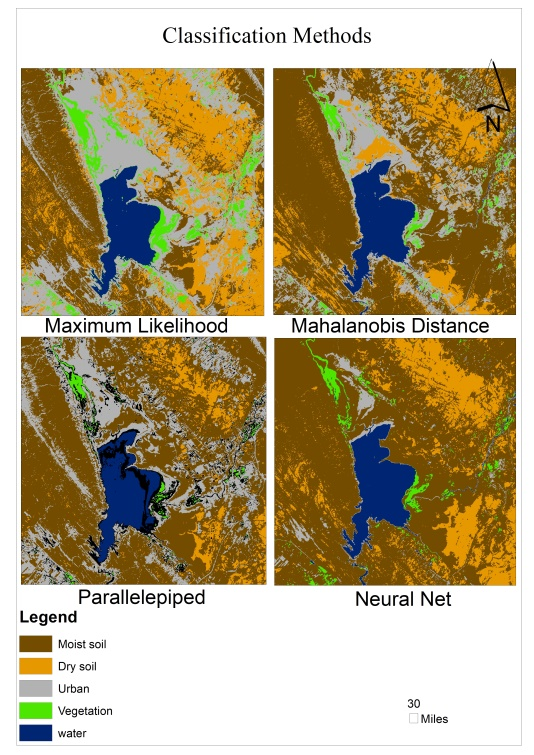 Classification Methods
N
Maximum Likelihood
Mahalanobis Distance
Parallelepiped
Neural Net
Legend
Moist soil
Dry soil
Urban
Vegetation
water
30
Miles